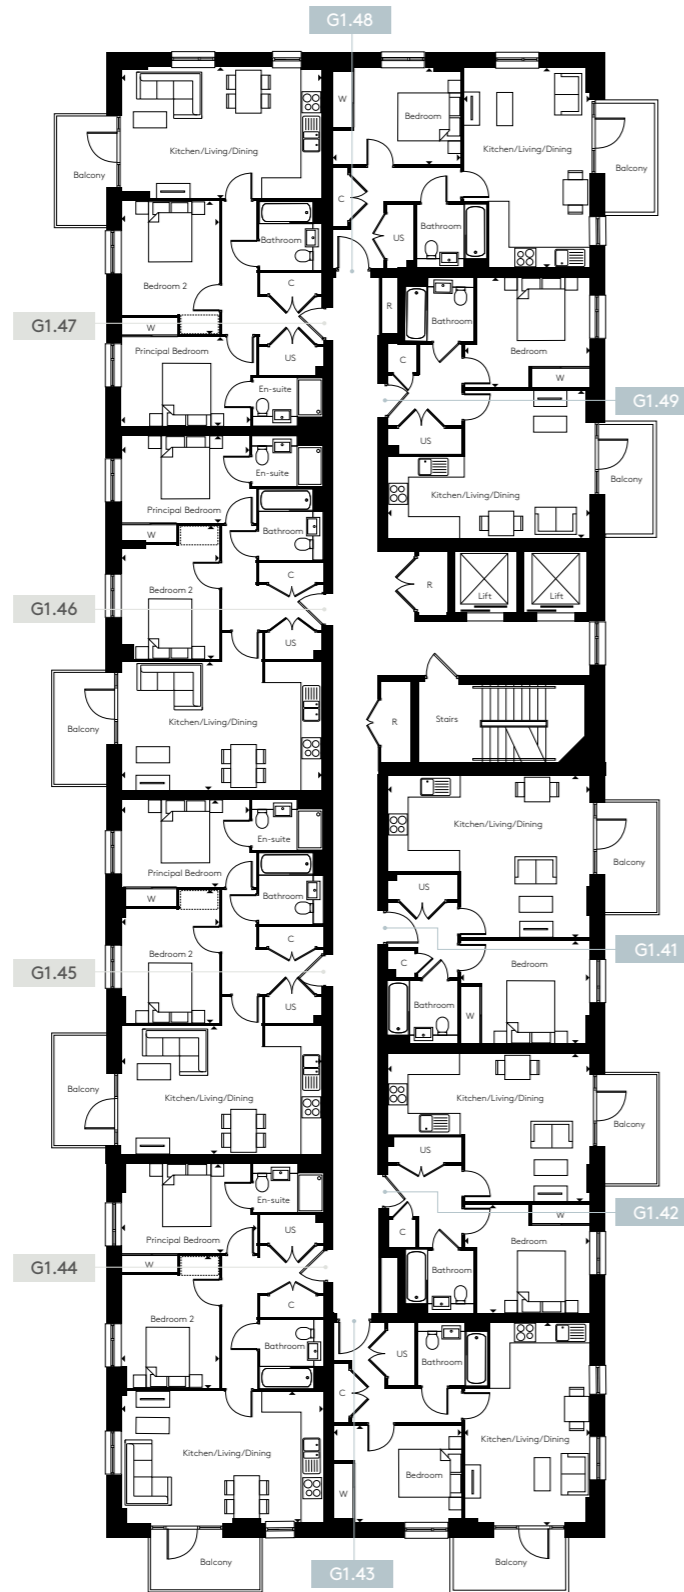 G1.48
W
Bedroom
Kitchen/Living/Dining
Kitchen/Living/Dining
Balcony
Balcony
C
Bathroom
US
Bathroom
Bedroom 2
C
R
Bathroom
Bedroom
G1.47
W
Principal Bedroom
US
C
W
En-suite
G1.49
US
En-suite
Balcony
Principal Bedroom
Kitchen/Living/Dining
Bathroom
W
C
R
Lift
Lift
Bedroom 2
G1.46
US
Balcony
Kitchen/Living/Dining
R
Stairs
Kitchen/Living/Dining
En-suite
Balcony
Principal Bedroom
US
W
Bathroom
C
G1.41
Bedroom 2
C
Bedroom
G1.45
US
Bathroom
W
Balcony
Kitchen/Living/Dining
Kitchen/Living/Dining
Balcony
US
En-suite
G1.42
W
US
C
Principal Bedroom
Bedroom
W
G1.44
Bathroom
C
Bedroom 2
Bathroom
US
Bathroom
C
Kitchen/Living/Dining
Kitchen/Living/Dining
Bedroom
W
Balcony
G1.43
Balcony